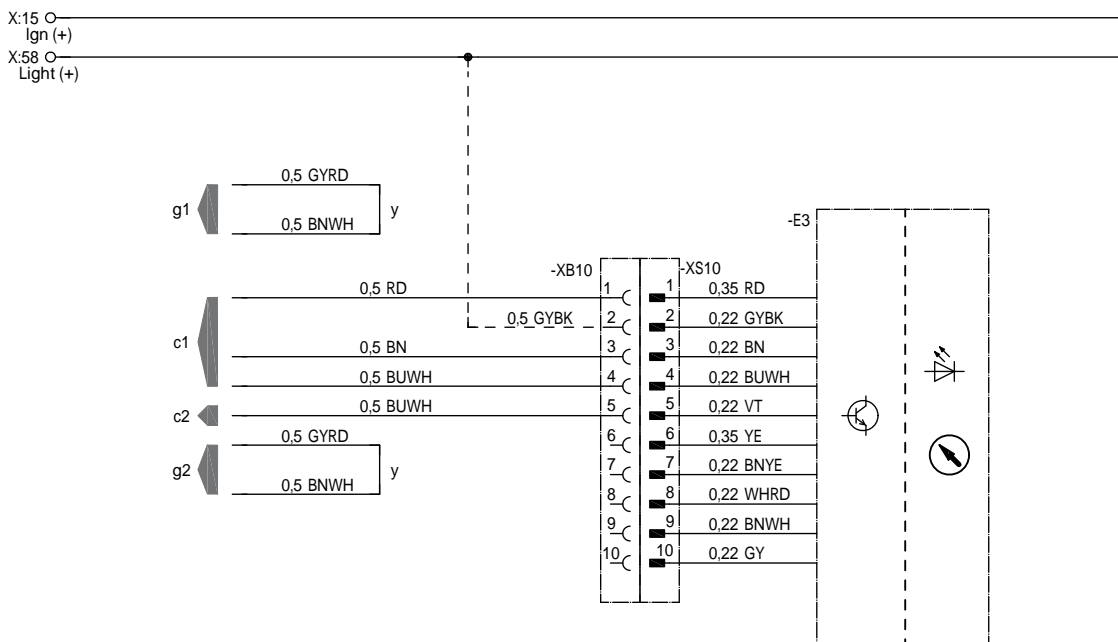 X:15
Ign (+)
X:58
Light (+)
0,5 GYRD
g1
y
0,5 BNWH
-E3
-XB10
-XS10
0,5 RD
1
1
0,35 RD
0,5 GYBK
2
2
0,22 GYBK
c1
0,5 BN
3
3
0,22 BN
0,5 BUWH
4
4
0,22 BUWH
c2
0,5 BUWH
5
5
0,22 VT
0,5 GYRD
6
6
0,35 YE
g2
y
7
7
0,22 BNYE
0,5 BNWH
8
8
0,22 WHRD
9
9
0,22 BNWH
10
10
0,22 GY